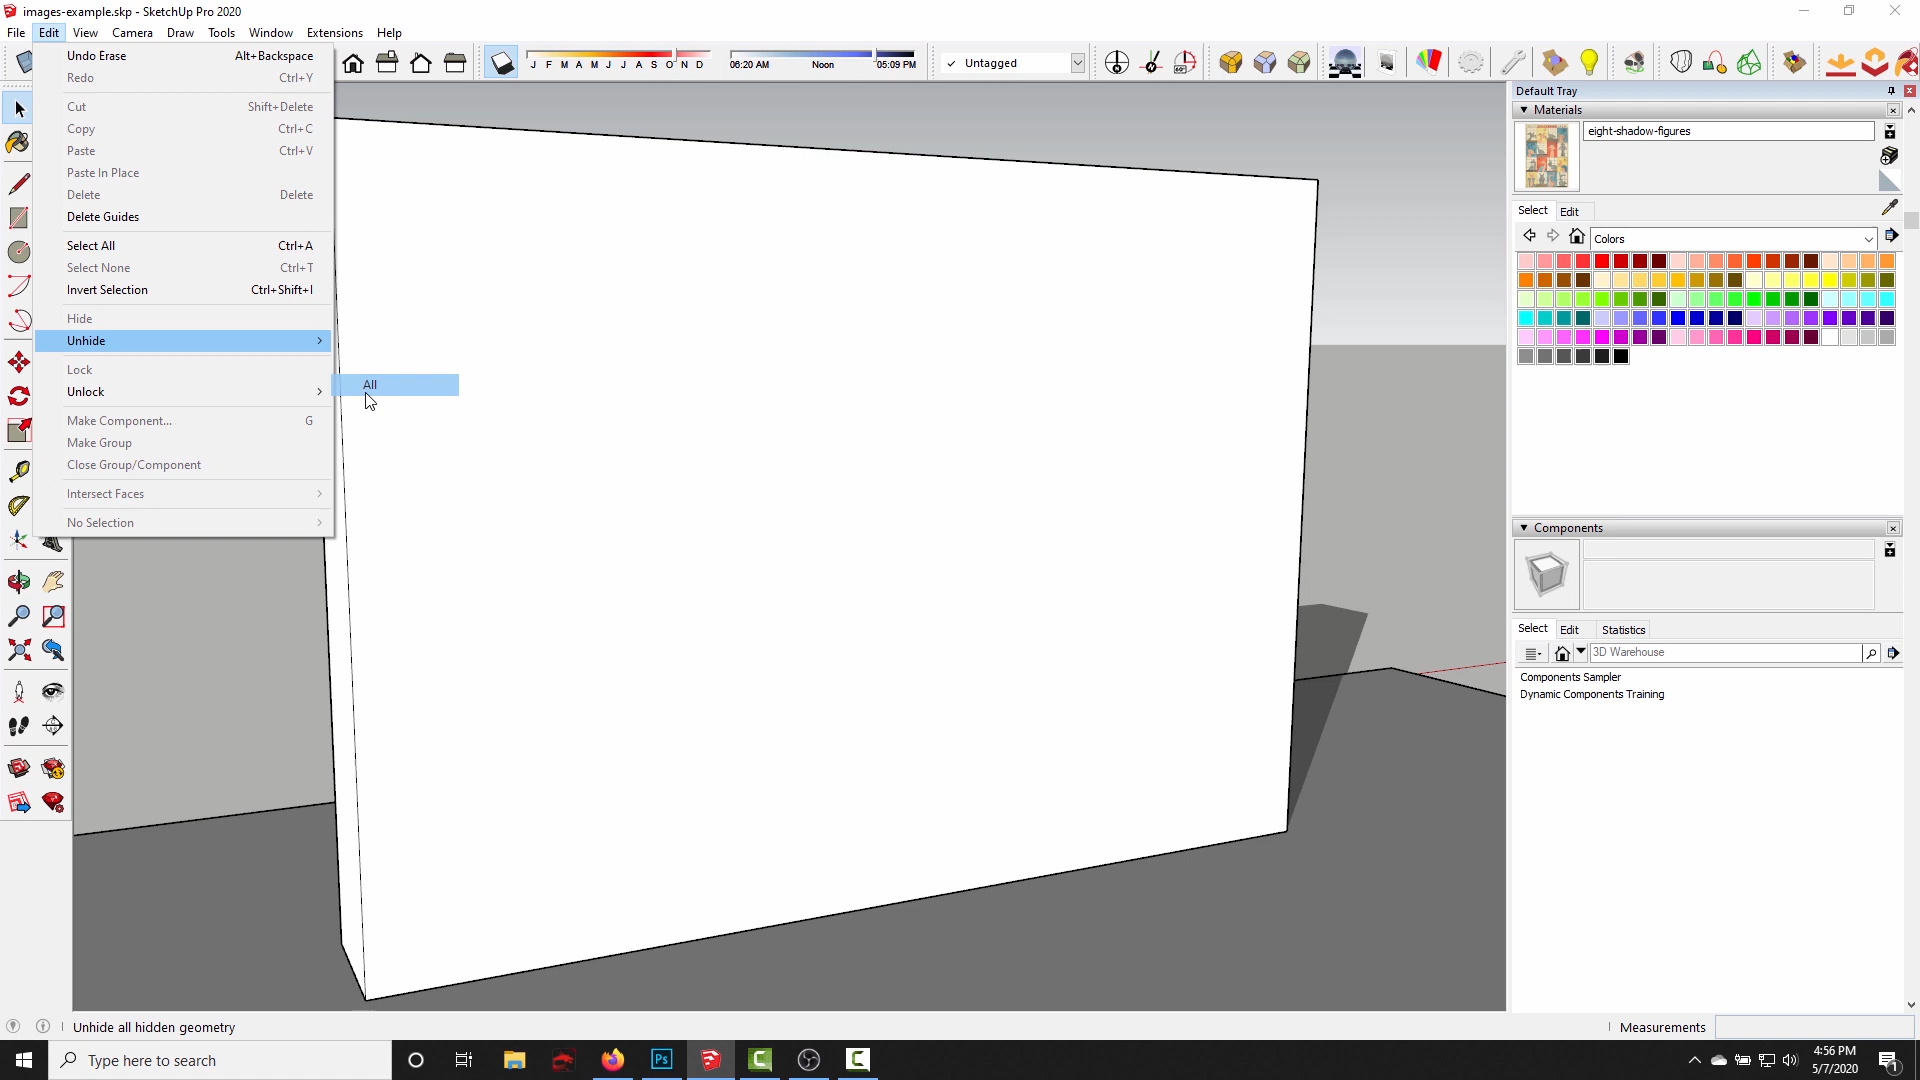 images-example.skp - SketchUp Pro 2020
File Edit View Camera Draw Tools Window Extensions Help
Undo Erase Alt+Backspace
Redo Ctrl+Y
Cut Shift+Delete
Copy Ctrl+C
Paste Ctrl+V
Paste In Place
Delete Delete
Delete Guides
Select All Ctrl+A
Select None Ctrl+T
Invert Selection Ctrl+Shift+I
Hide
Unhide
All
Lock
Unlock
Make Component... G
Make Group
Close Group/Component
Intersect Faces
No Selection
J F M A M J J A S O N D
06:20 AM Noon 05:09 PM
Untagged
Default Tray
Materials
eight-shadow-figures
Select Edit
Colors
Components
Select Edit Statistics
3D Warehouse
Components Sampler
Dynamic Components Training
Unhide all hidden geometry
Measurements
Type here to search
Ps
4:56 PM
5/7/2020
1